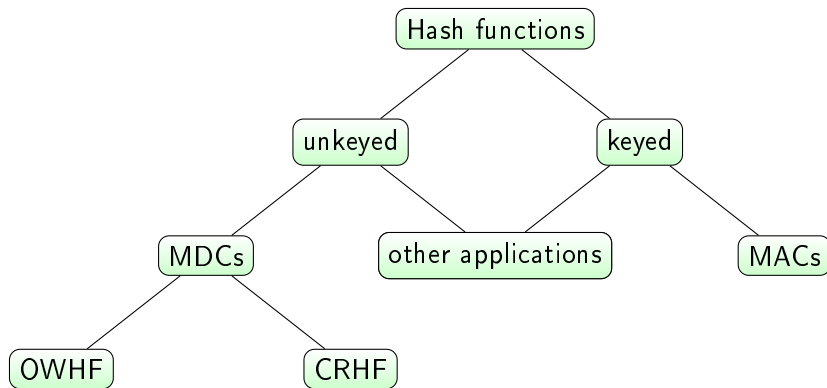 Hash functions
unkeyed
keyed
MDCs
other applications
MACs
OWHF
CRHF